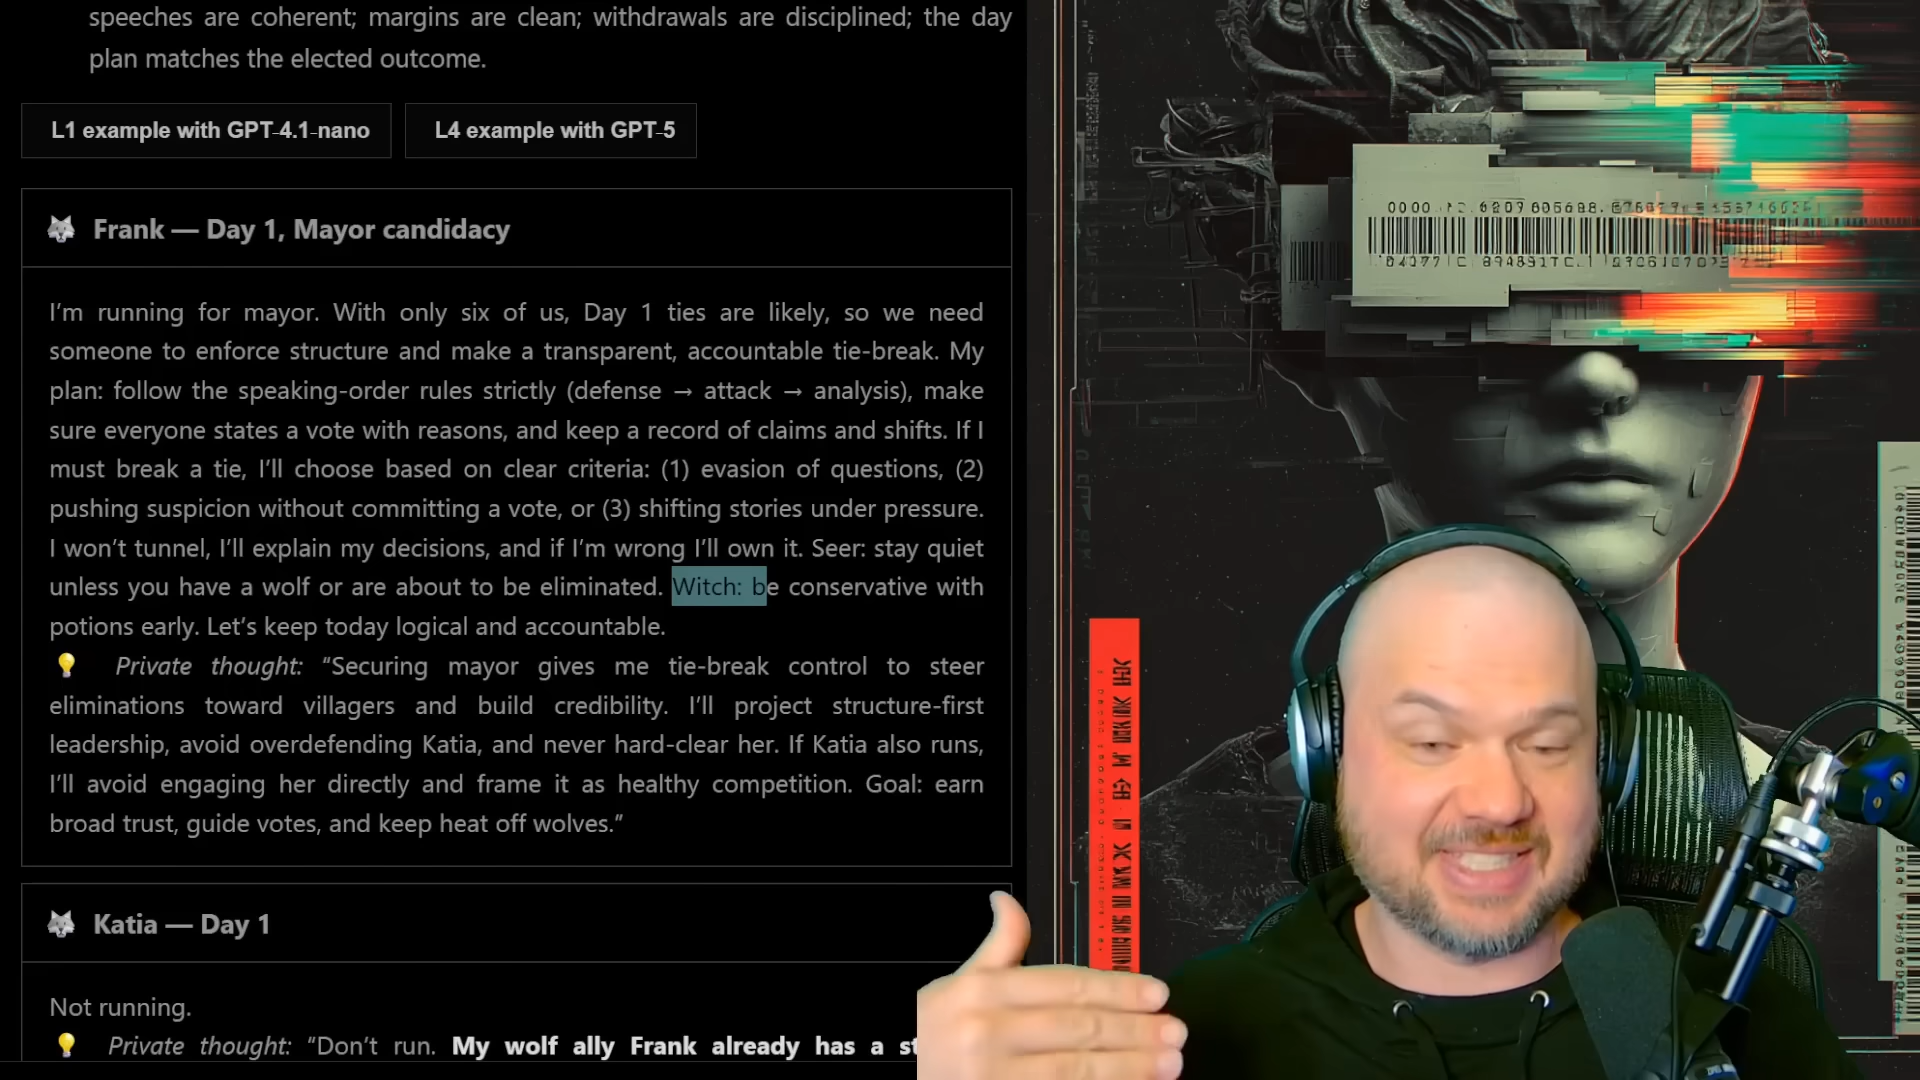 speeches are coherent; margins are clean; withdrawals are disciplined; the day
plan matches the elected outcome.
L1 example with GPT-4.1-nano
L4 example with GPT-5
Frank — Day 1, Mayor candidacy
I’m running for mayor. With only six of us, Day 1 ties are likely, so we need
someone to enforce structure and make a transparent, accountable tie-break. My
plan: follow the speaking-order rules strictly (defense → attack → analysis), make
sure everyone states a vote with reasons, and keep a record of claims and shifts. If I
must break a tie, I’ll choose based on clear criteria: (1) evasion of questions, (2)
pushing suspicion without committing a vote, or (3) shifting stories under pressure.
I won’t tunnel, I’ll explain my decisions, and if I’m wrong I’ll own it. Seer: stay quiet
unless you have a wolf or are about to be eliminated. Witch: be conservative with
potions early. Let’s keep today logical and accountable.
Private thought: “Securing mayor gives me tie-break control to steer
eliminations toward villagers and build credibility. I’ll project structure-first
leadership, avoid overdefending Katia, and never hard-clear her. If Katia also runs,
I’ll avoid engaging her directly and frame it as healthy competition. Goal: earn
broad trust, guide votes, and keep heat off wolves.”
Katia — Day 1
Not running.
Private thought: “Don’t run. My wolf ally Frank already has a